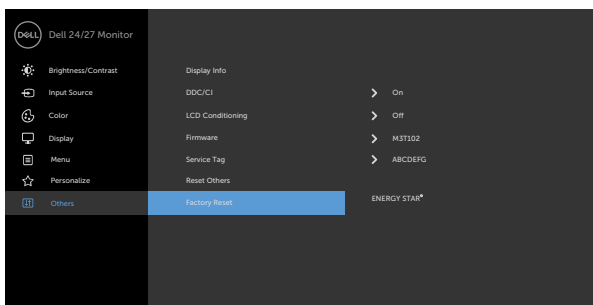 DELL Dell 24/27 Monitor
Brightness/Contrast Display Info
Input Source DDC/CI On
Color LCD Conditioning Off
Display Firmware M3T102
Menu Service Tag ABCDEFG
Personalize Reset Others
Others Factory Reset ENERGY STAR®